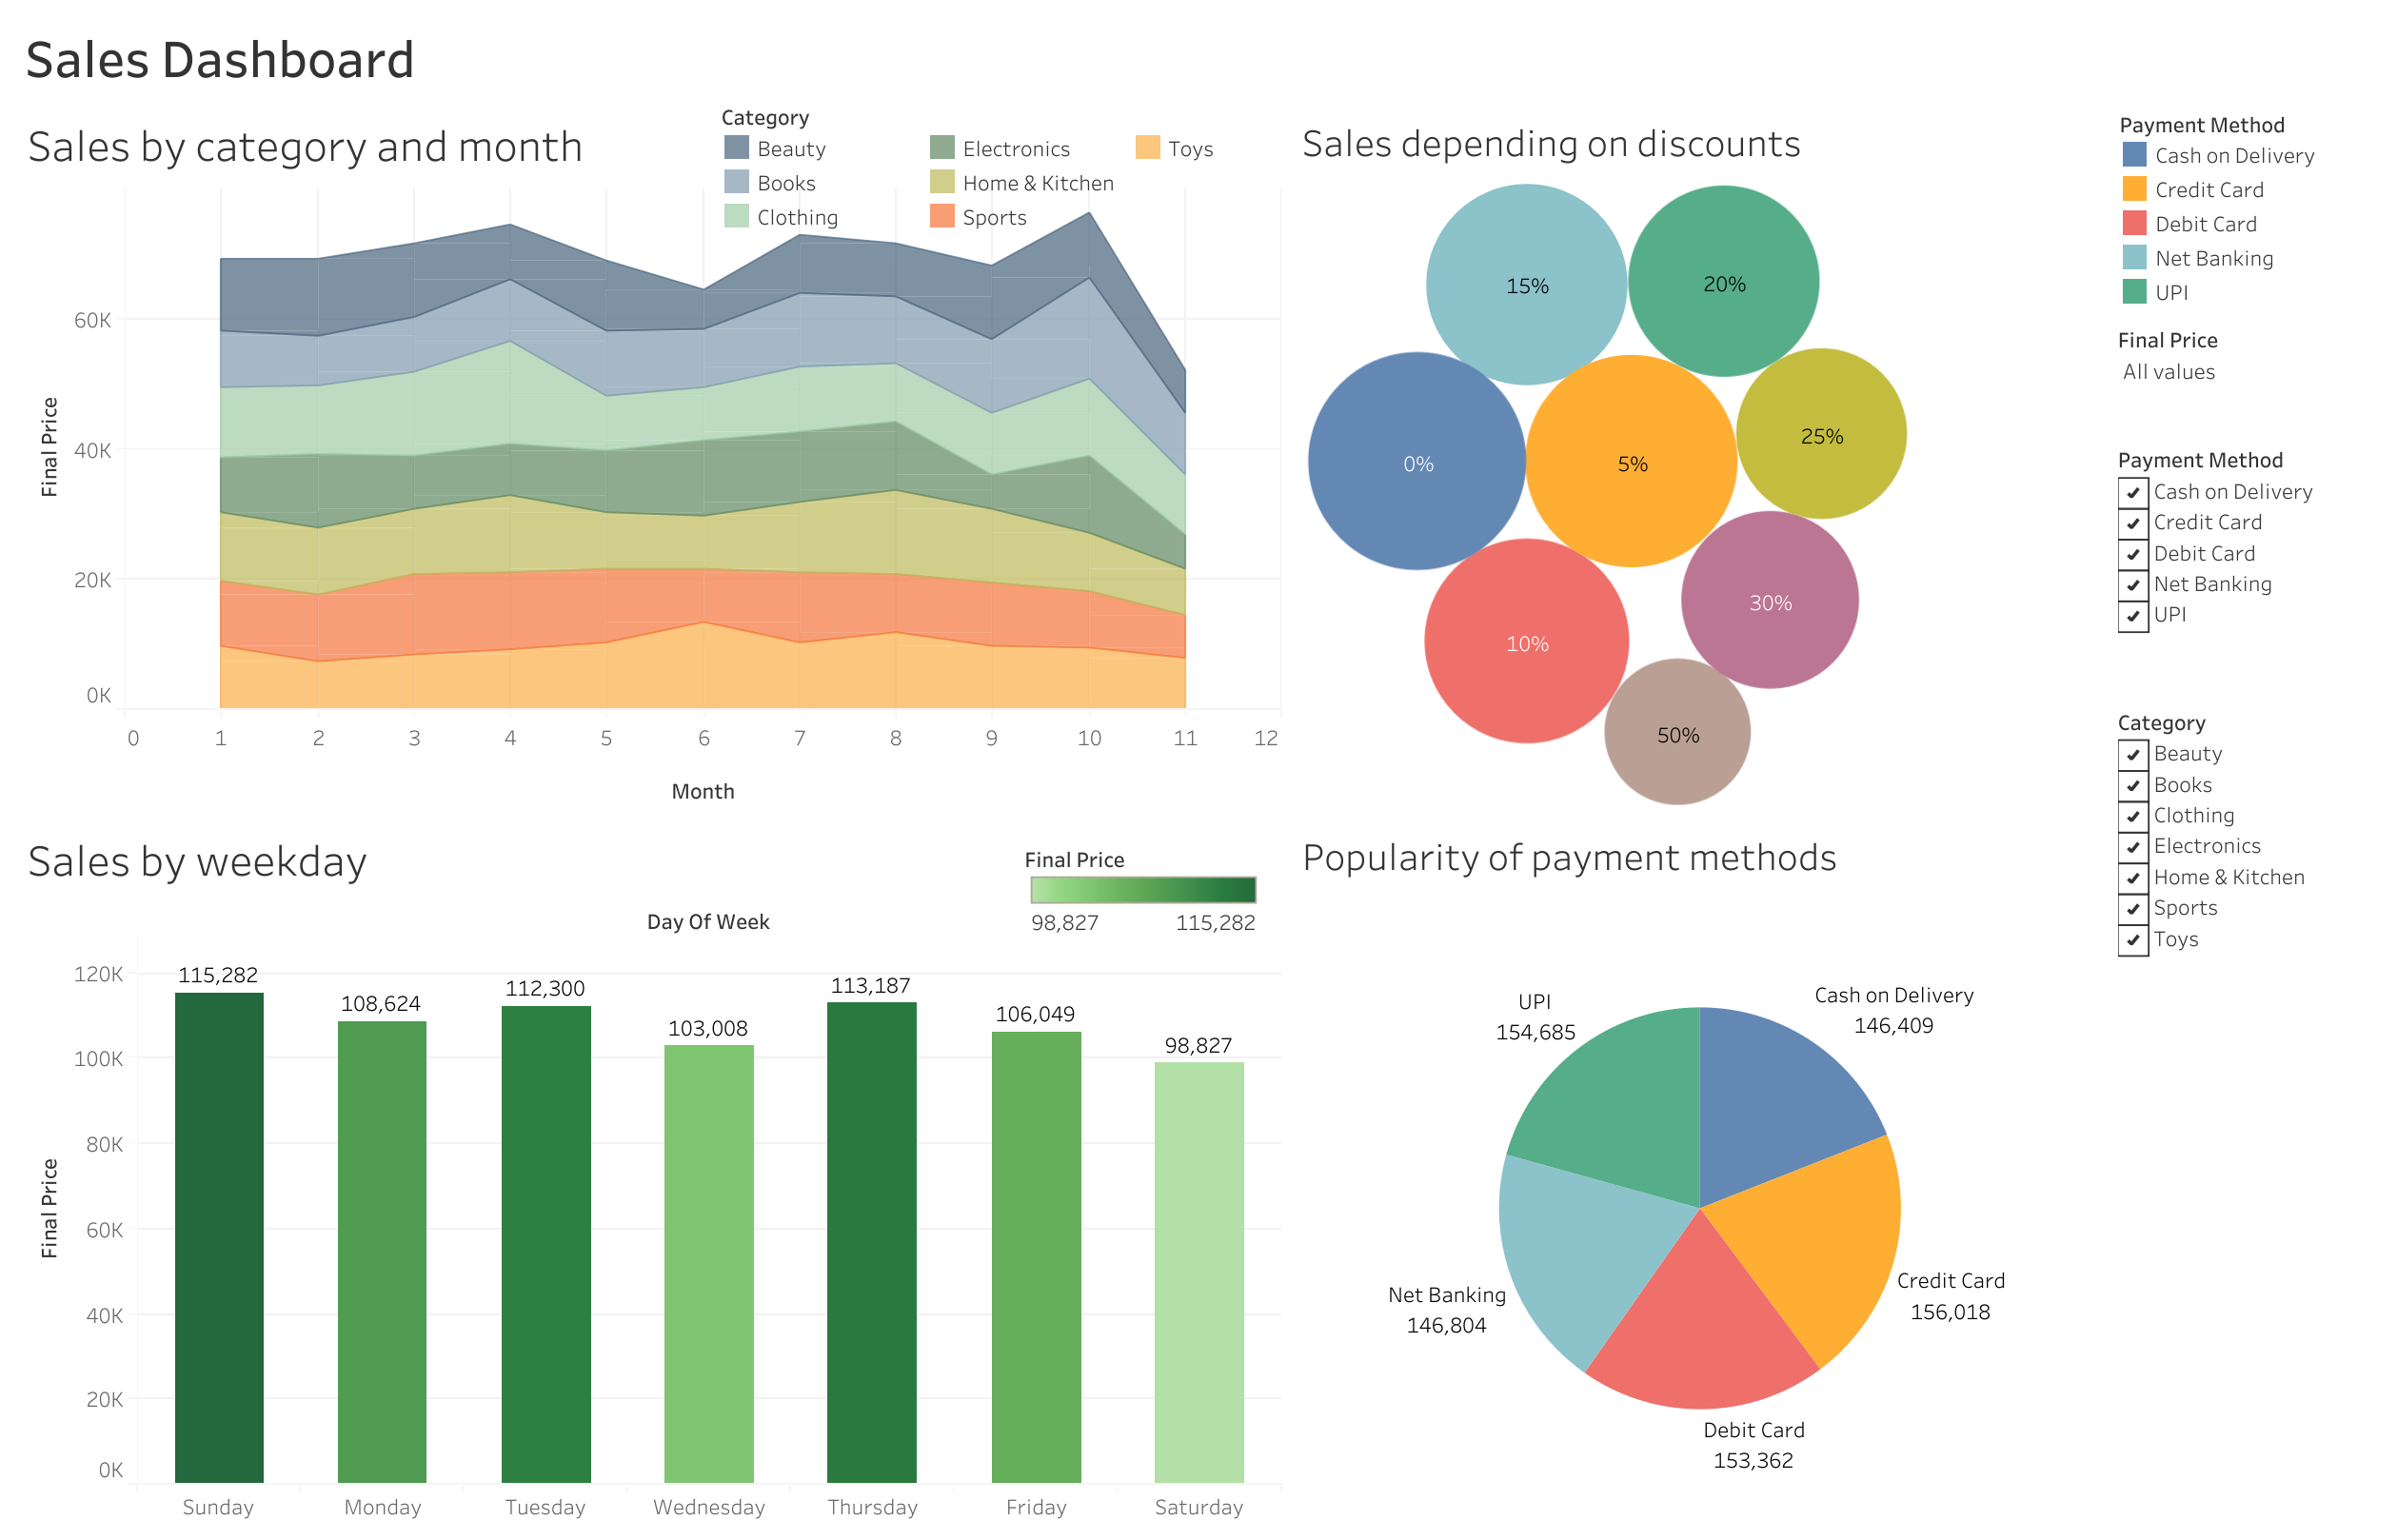 Sales Dashboard
Sales by category and month
Category
Beauty
Electronics
Toys
Books
Home & Kitchen
Clothing
Sports
Final Price
60K
40K
20K
0K
0 1 2 3 4 5 6 7 8 9 10 11 12
Month
Sales depending on discounts
15%
20%
25%
0%
5%
30%
10%
50%
Payment Method
Cash on Delivery
Credit Card
Debit Card
Net Banking
UPI
Final Price
All values
Payment Method
Cash on Delivery
Credit Card
Debit Card
Net Banking
UPI
Category
Beauty
Books
Clothing
Electronics
Home & Kitchen
Sports
Toys
Sales by weekday
Final Price
98,827 115,282
Day Of Week
Final Price
120K
100K
80K
60K
40K
20K
0K
115,282
108,624
112,300
103,008
113,187
106,049
98,827
Sunday Monday Tuesday Wednesday Thursday Friday Saturday
Popularity of payment methods
UPI
154,685
Cash on Delivery
146,409
Net Banking
146,804
Credit Card
156,018
Debit Card
153,362